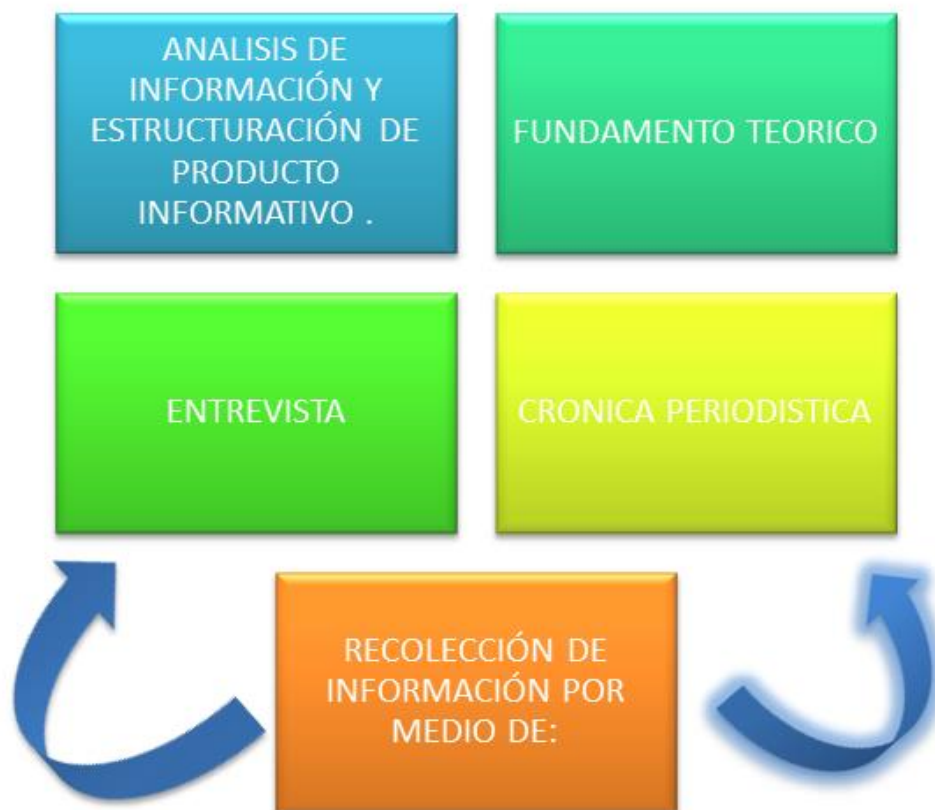 ANALISIS DE
INFORMACIÓN Y
ESTRUCTURACIÓN DE
PRODUCTO
INFORMATIVO .
FUNDAMENTO TEORICO
ENTREVISTA
CRONICA PERIODISTICA
RECOLECCIÓN DE
INFORMACIÓN POR
MEDIO DE: